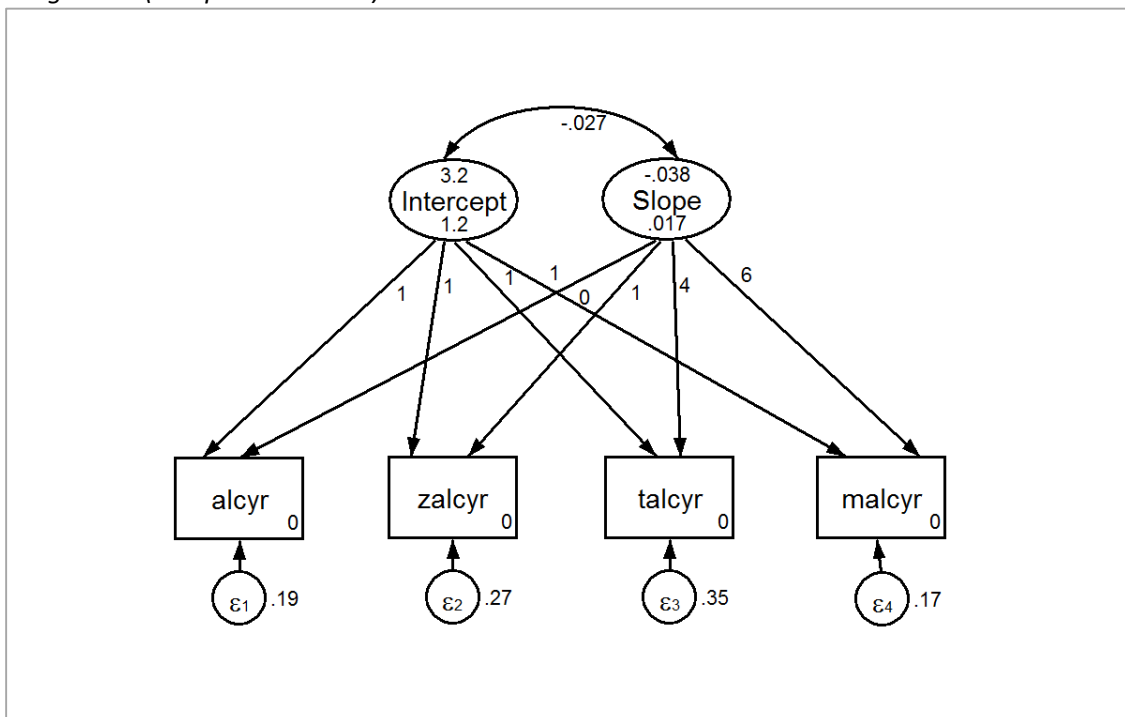 -.027
3.2
Intercept
1.2
-.038
Slope
.017
1 1 1 1 0 1 4 6
alcyr 0
zalcyr 0
talcyr 0
malcyr 0
ε1 .19
ε2 .27
ε3 .35
ε4 .17